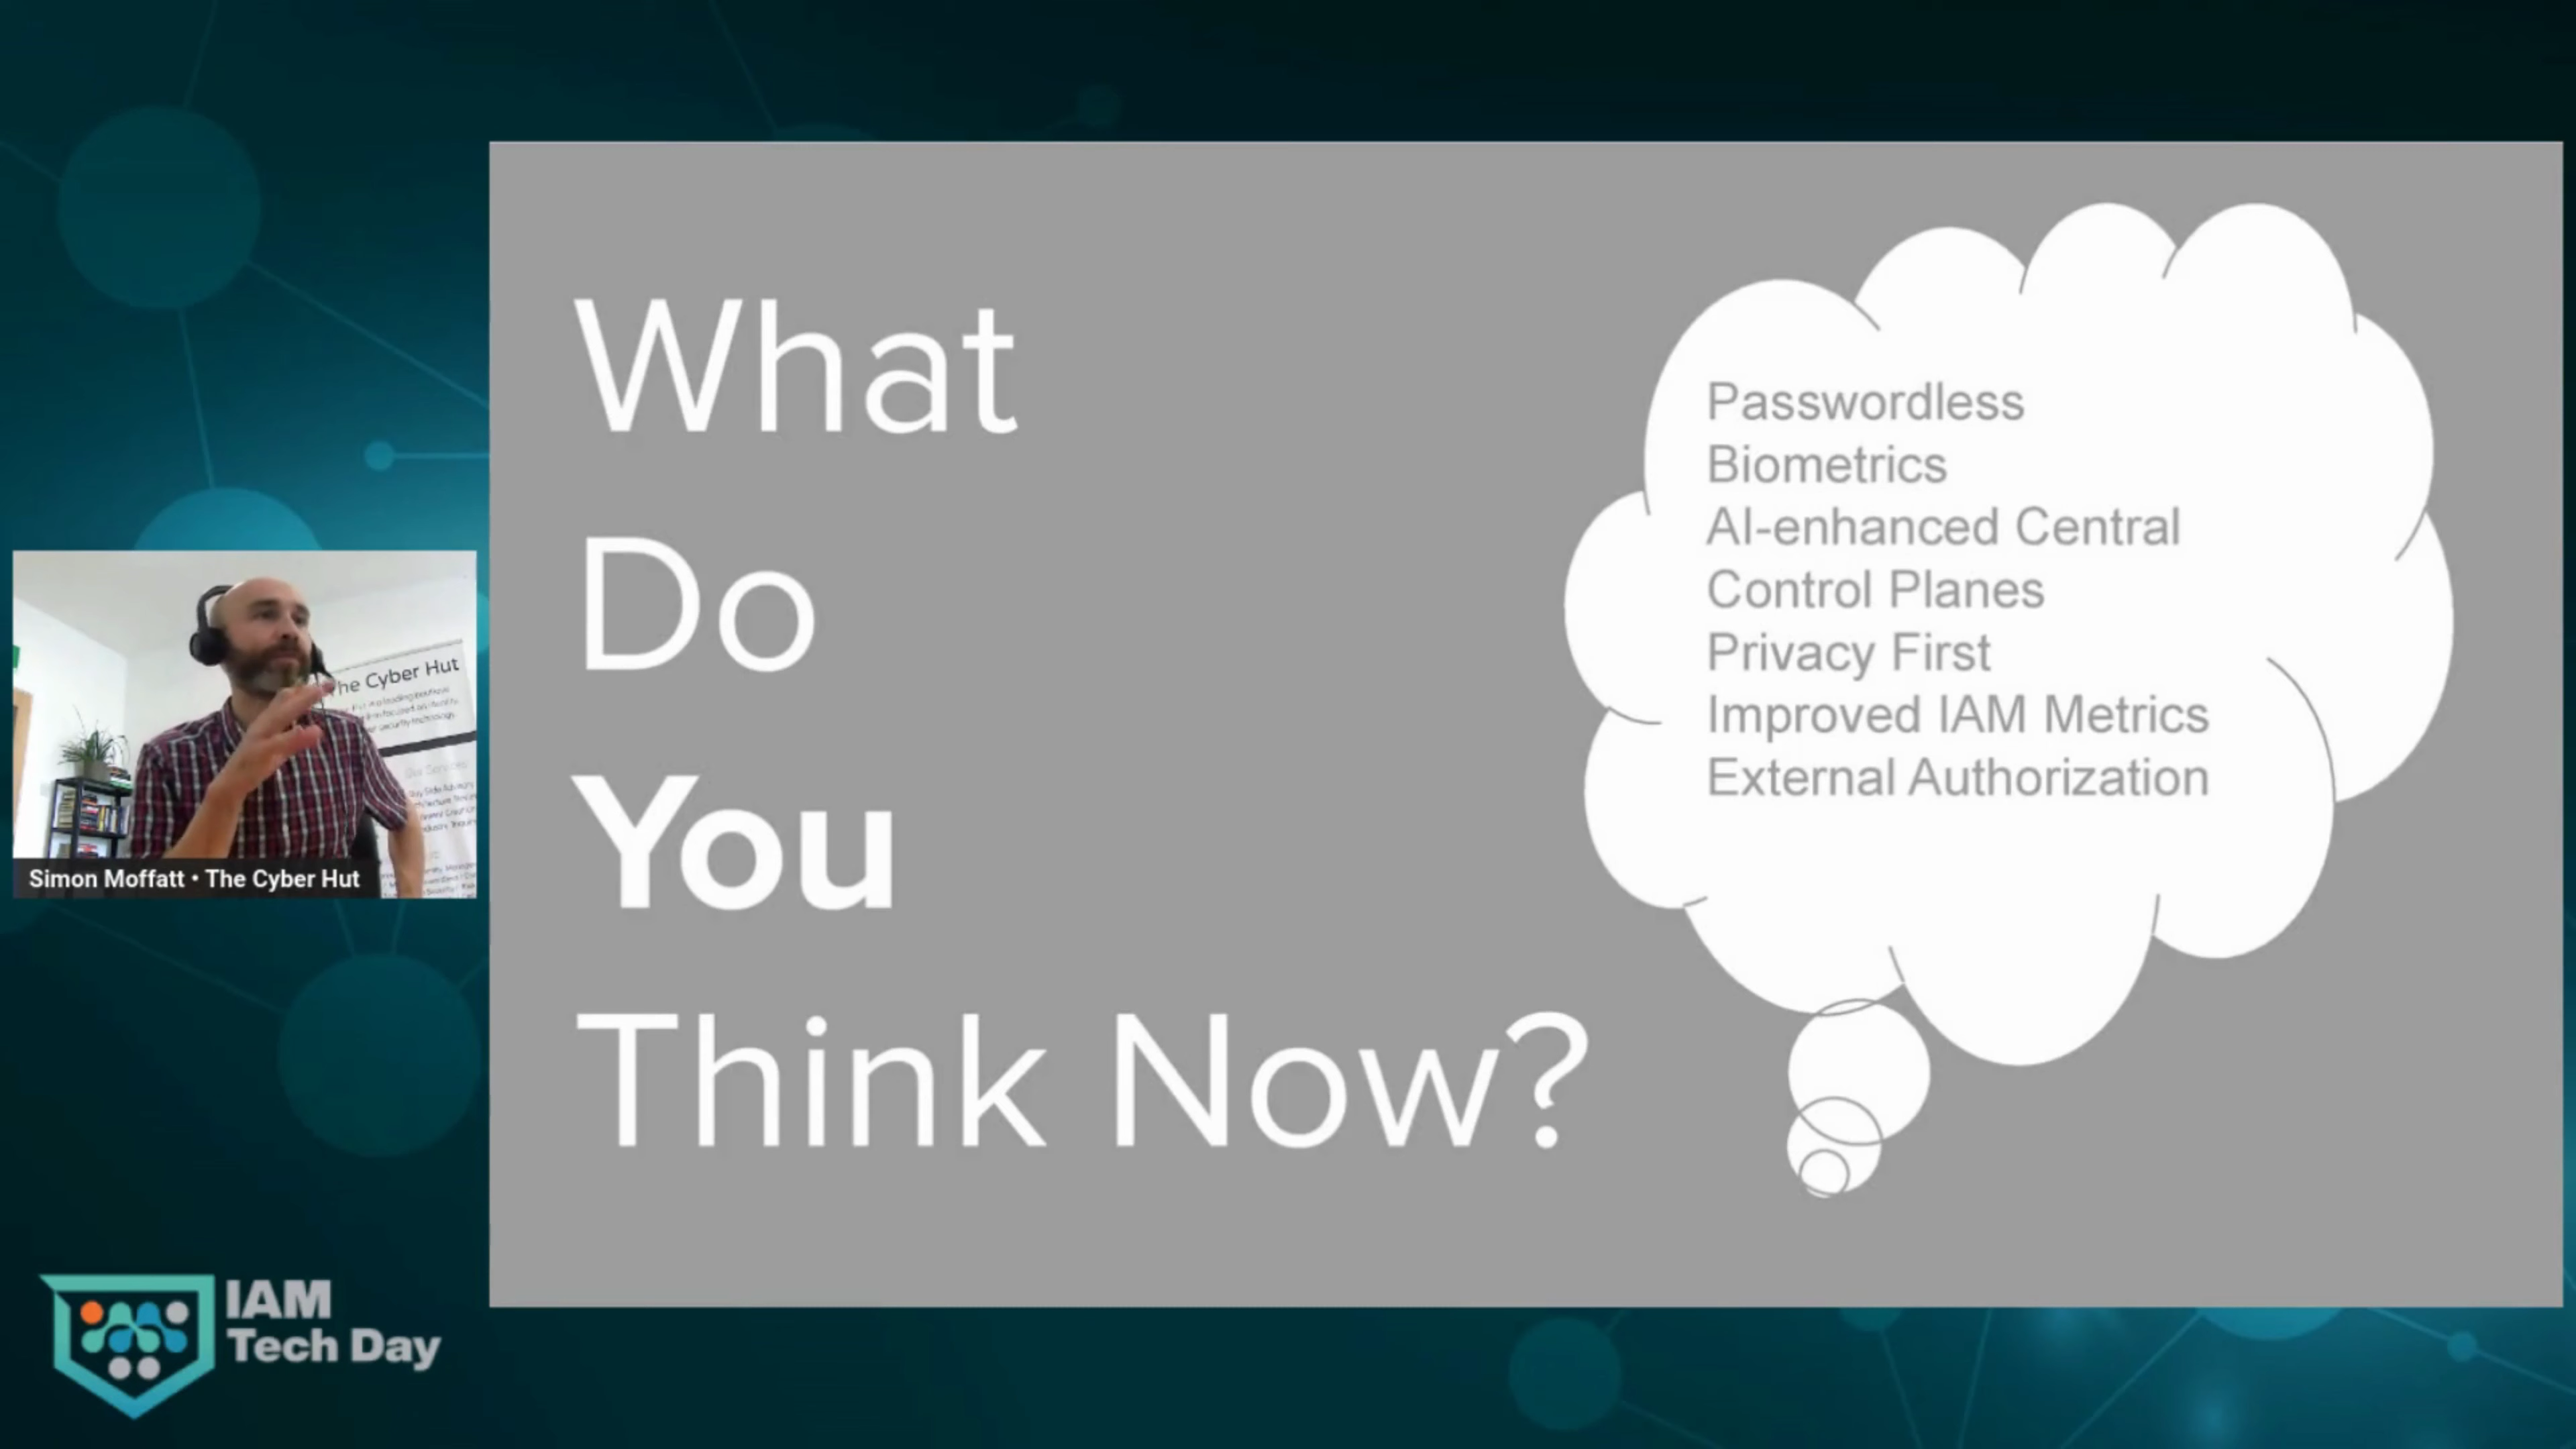 What
Do
You
Think Now?
Passwordless
Biometrics
AI-enhanced Central
Control Planes
Privacy First
Improved IAM Metrics
External Authorization
The Cyber Hut
Simon Moffatt • The Cyber Hut
IAM
Tech Day